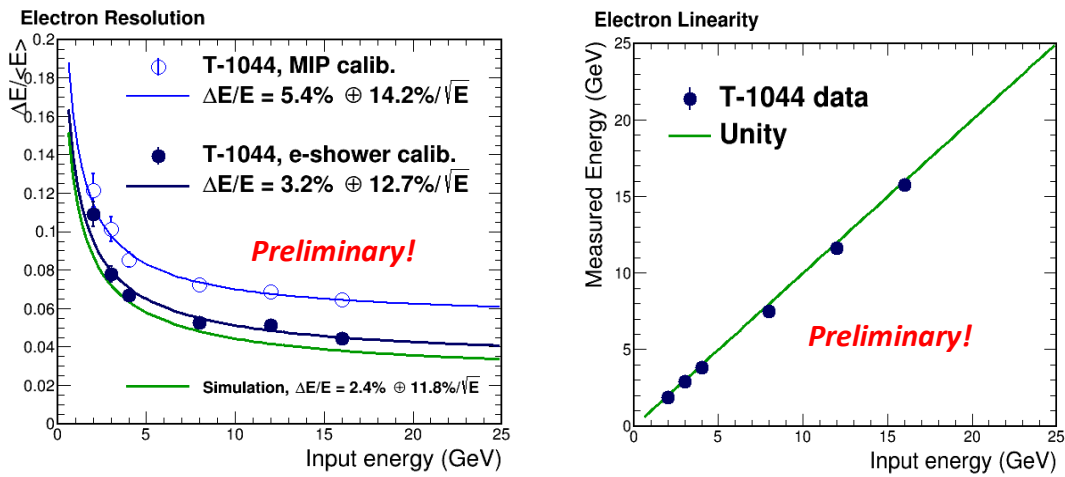 Electron Resolution
ΔE/<E>
0.2
0.18
0.16
0.14
0.12
0.1
0.08
0.06
0.04
0.02
0
T-1044, MIP calib.
ΔE/E = 5.4% ⊕ 14.2%/√E
T-1044, e-shower calib.
ΔE/E = 3.2% ⊕ 12.7%/√E
Preliminary!
Simulation, ΔE/E = 2.4% ⊕ 11.8%/√E
0 5 10 15 20 25
Input energy (GeV)
Electron Linearity
Measured Energy (GeV)
25
20
15
10
5
0
T-1044 data
Unity
Preliminary!
0 5 10 15 20 25
Input energy (GeV)